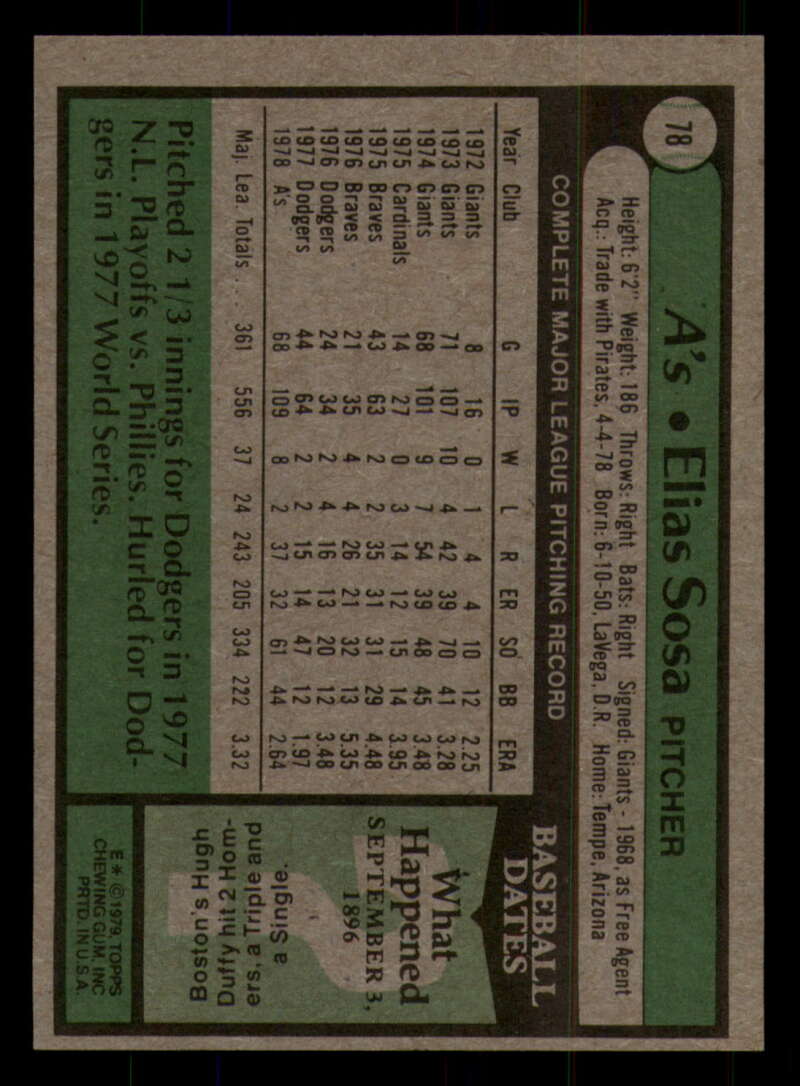 78
A's • Elias Sosa PITCHER
Height: 6'2" Weight: 186 Throws: Right Bats: Right Signed: Giants - 1968, as Free Agent
Acq.: Trade with Pirates, 4-4-78 Born: 6-10-50, LaVega, D.R. Home: Tempe, Arizona
COMPLETE MAJOR LEAGUE PITCHING RECORD
Year Club G IP W L R ER SO BB ERA
1972 Giants 8 16 0 1 4 4 10 12 2.25
1973 Giants 71 107 10 4 42 39 70 41 3.28
1974 Giants 68 101 9 7 54 39 48 45 3.48
1975 Cardinals 14 27 0 3 14 12 15 14 3.95
1975 Braves 43 63 2 2 35 31 31 29 4.48
1976 Braves 21 35 4 4 26 21 32 13 5.35
1976 Dodgers 24 34 2 4 16 13 20 12 3.48
1977 Dodgers 44 64 2 2 15 14 47 12 1.97
1978 A's 68 109 8 2 37 32 61 44 2.64
Maj. Lea Totals . . 361 556 37 24 243 205 334 222 3.32
Pitched 2 1/3 innings for Dodgers in 1977
N.L. Playoffs vs. Phillies. Hurled for Dod-
gers in 1977 World Series.
BASEBALL
DATES
What
Happened
SEPTEMBER 3,
1896
?
Boston's Hugh
Duffy hit 2 Hom-
ers, a Triple and
a Single.
E * © 1979, TOPPS
CHEWING GUM, INC
PRTD. IN U.S.A.